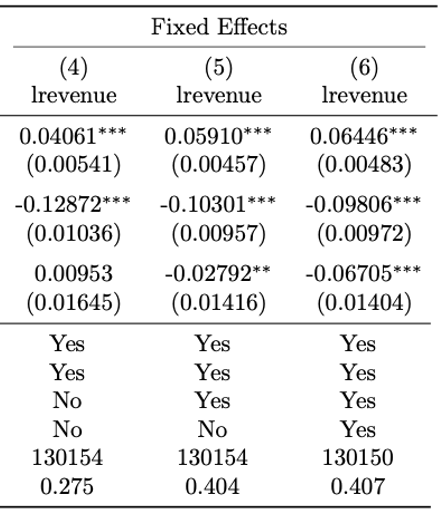 Fixed Effects
(4) (5) (6)
lrevenue lrevenue lrevenue
0.04061*** 0.05910*** 0.06446***
(0.00541) (0.00457) (0.00483)
-0.12872*** -0.10301*** -0.09806***
(0.01036) (0.00957) (0.00972)
0.00953 -0.02792** -0.06705***
(0.01645) (0.01416) (0.01404)
Yes Yes Yes
Yes Yes Yes
No Yes Yes
No No Yes
130154 130154 130150
0.275 0.404 0.407